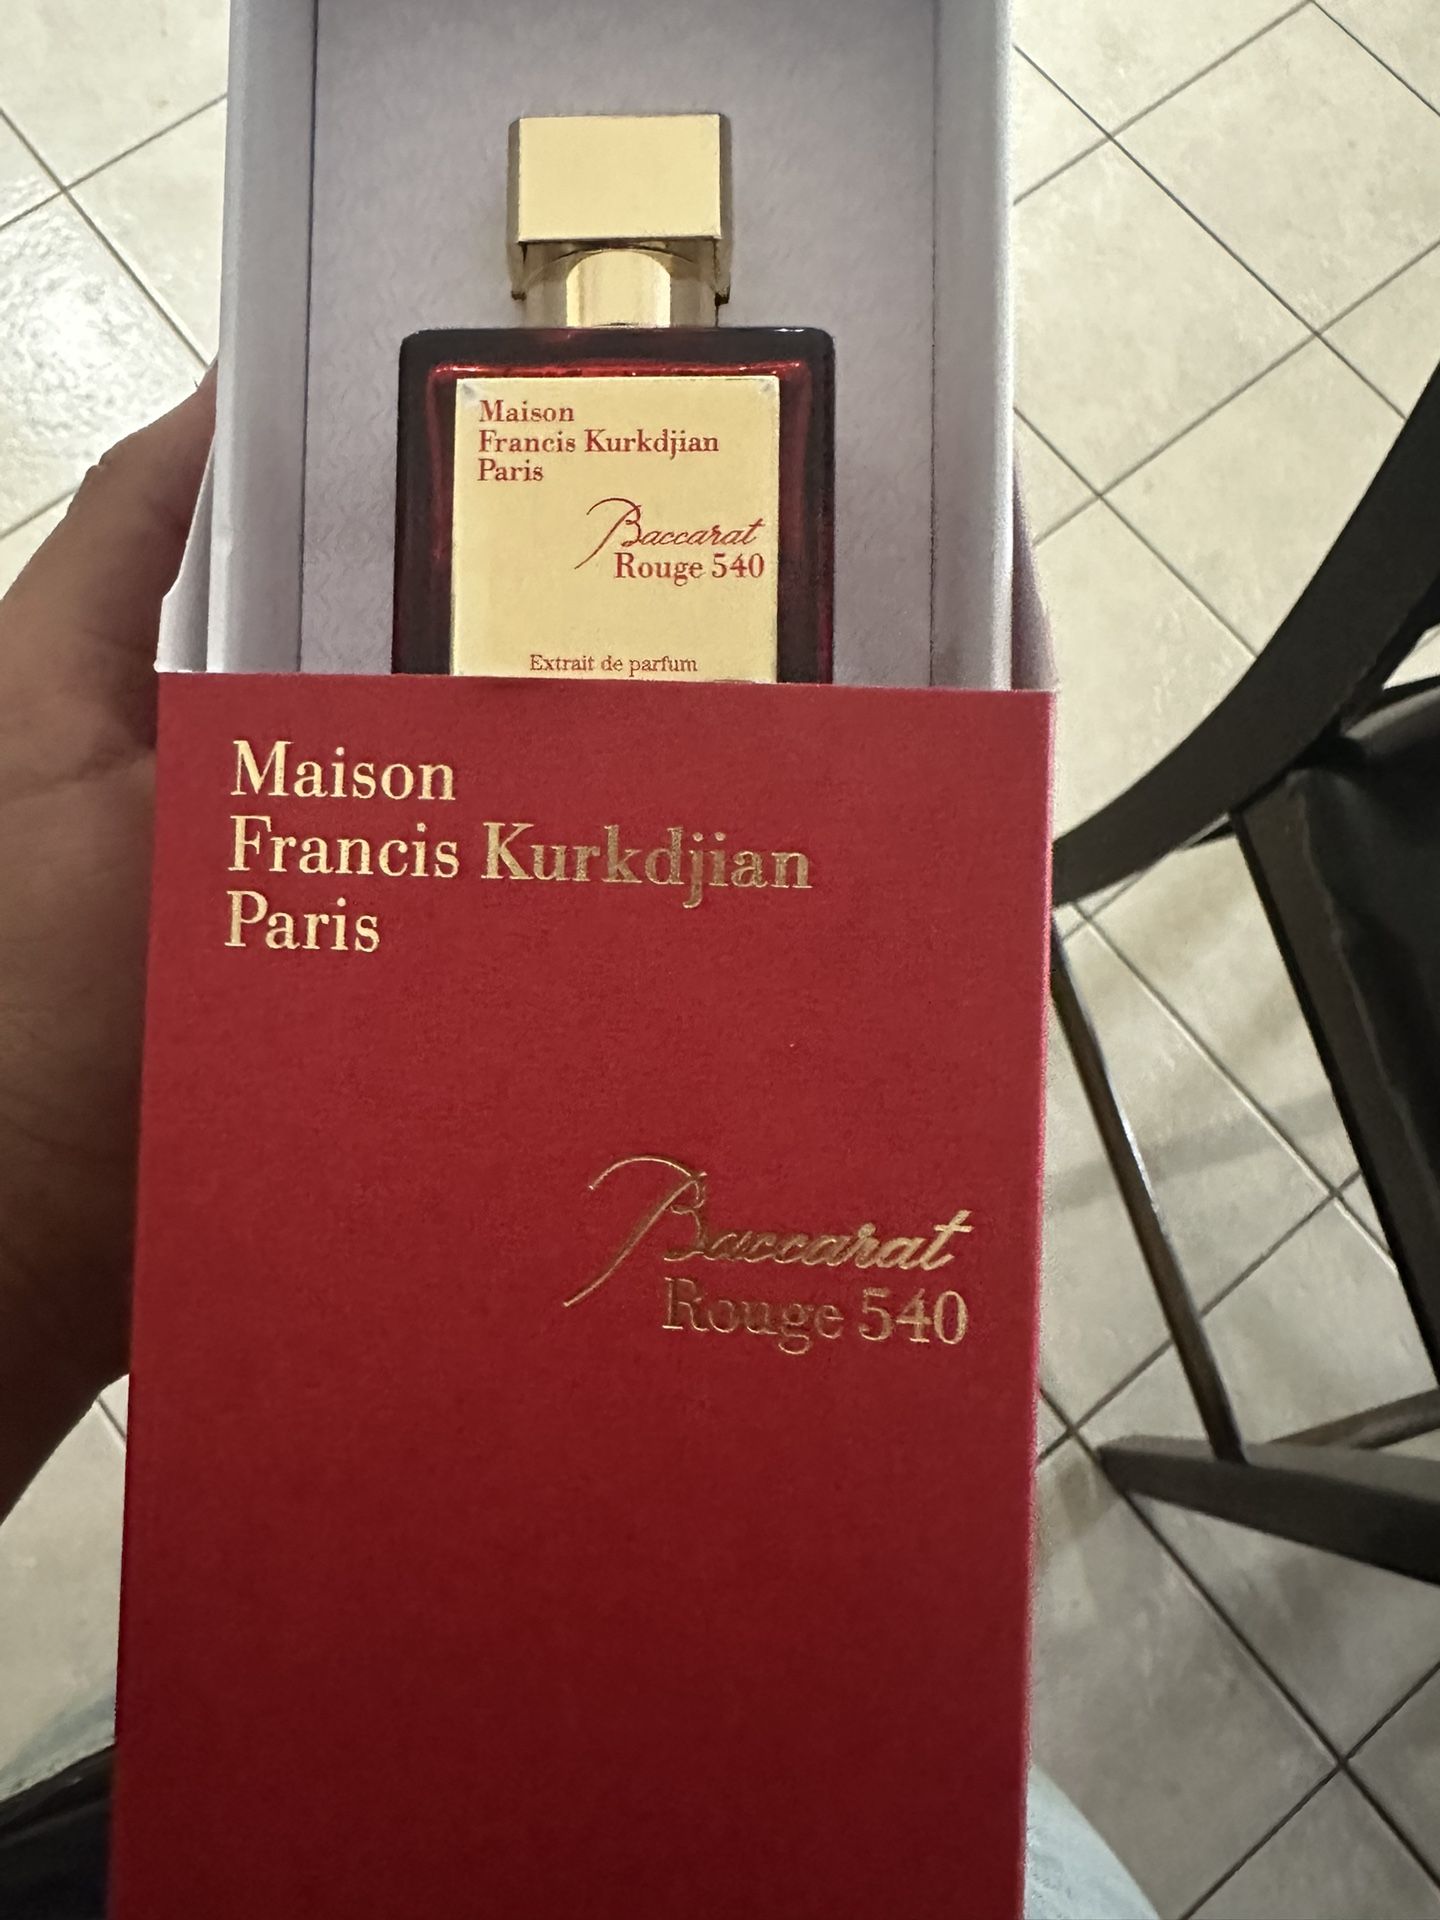 Maison
Francis Kurkdjian
Paris
Baccarat
Rouge 540
Extrait de parfum
Maison
Francis Kurkdjian
Paris
Baccarat
Rouge 540